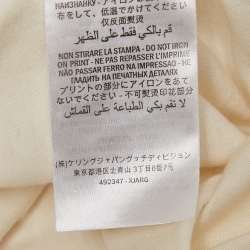 НАИЗНАНКУ - アイロンの
布をして、低温でかけてください
仅反面熨烫
قم بالكي فقط على الظهر
NON STIRARE LA STAMPA - DO NOT IRON
ON PRINT - NE PAS REPASSER L'IMPRIMÉ
NÃO PASSAR FERRO NA IMPRESSÃO - НЕ
ГЛАДИТЬ НА ПЕЧАТНЫХ ДЕТАЛЯХ
プリントの部分にアイロンをあて
ないでください - 不可熨烫印花部分
لا تقم بكي الطباعة على القماش
(株)ケリングジャパングッチディビジョン
東京都港区北青山 3丁目6番7号
492347 - XJARG